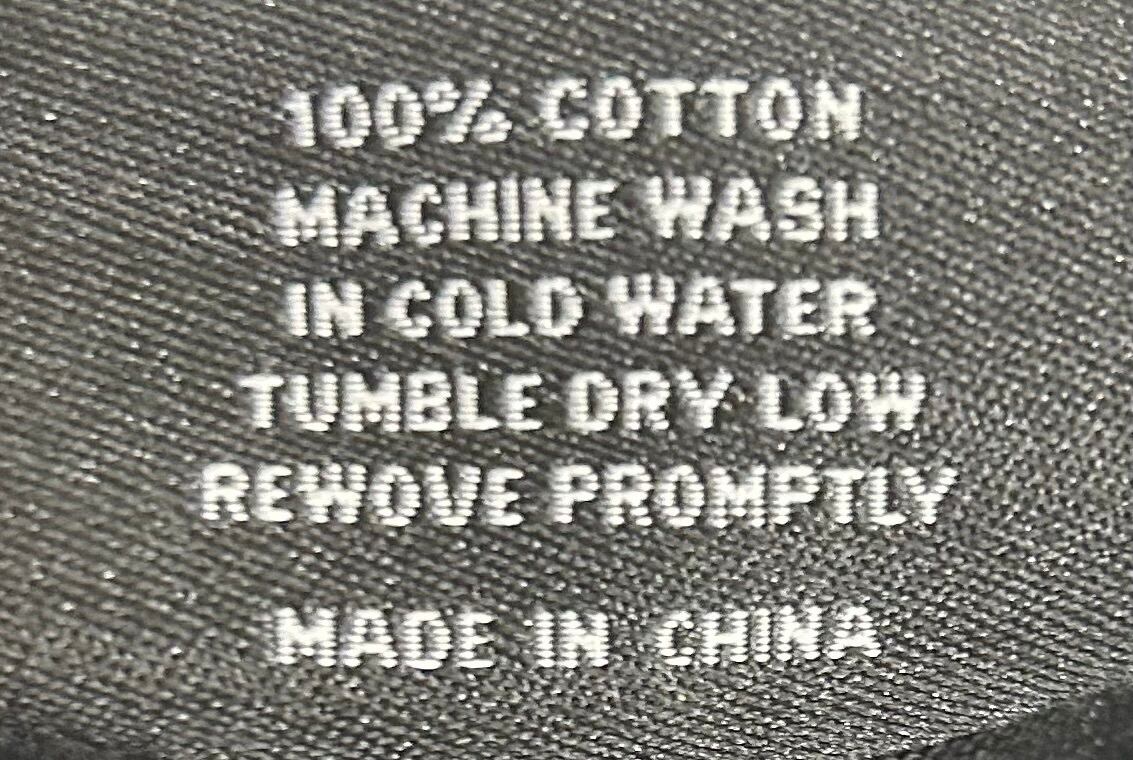 100% COTTON
MACHINE WASH
IN COLD WATER
TUMBLE DRY LOW
REWOVE PROMPTLY
MADE IN CHINA